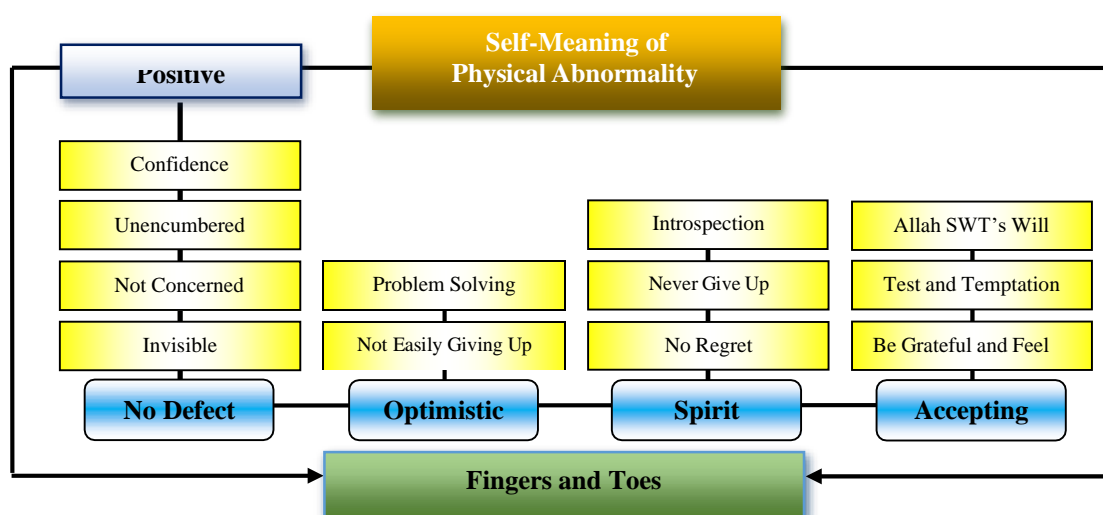 Self-Meaning of
Physical Abnormality
Positive
Confidence
Unencumbered
Not Concerned
Invisible
No Defect
Problem Solving
Not Easily Giving Up
Optimistic
Introspection
Never Give Up
No Regret
Spirit
Allah SWT's Will
Test and Temptation
Be Grateful and Feel
Accepting
Fingers and Toes